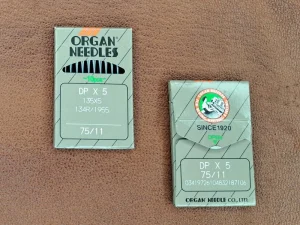 ORGAN
NEEDLES
DP X 5
135X5
134R/1955
75/11
SINCE1920
DP X 5
75/11
ORGAN NEEDLE CO.,LTD.